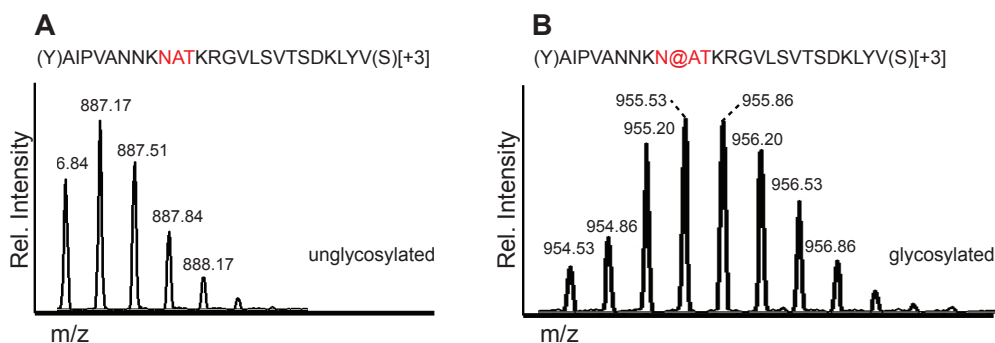 A
(Y)AIPVANNKNATKRGVLSVTSDKLYV(S)[+3]
887.17
6.84
887.51
887.84
888.17
unglycosylated
Rel. Intensity
m/z
B
(Y)AIPVANNKN@ATKRGVLSVTSDKLYV(S)[+3]
955.53
955.86
955.20
956.20
956.53
954.86
954.53
956.86
glycosylated
Rel. Intensity
m/z